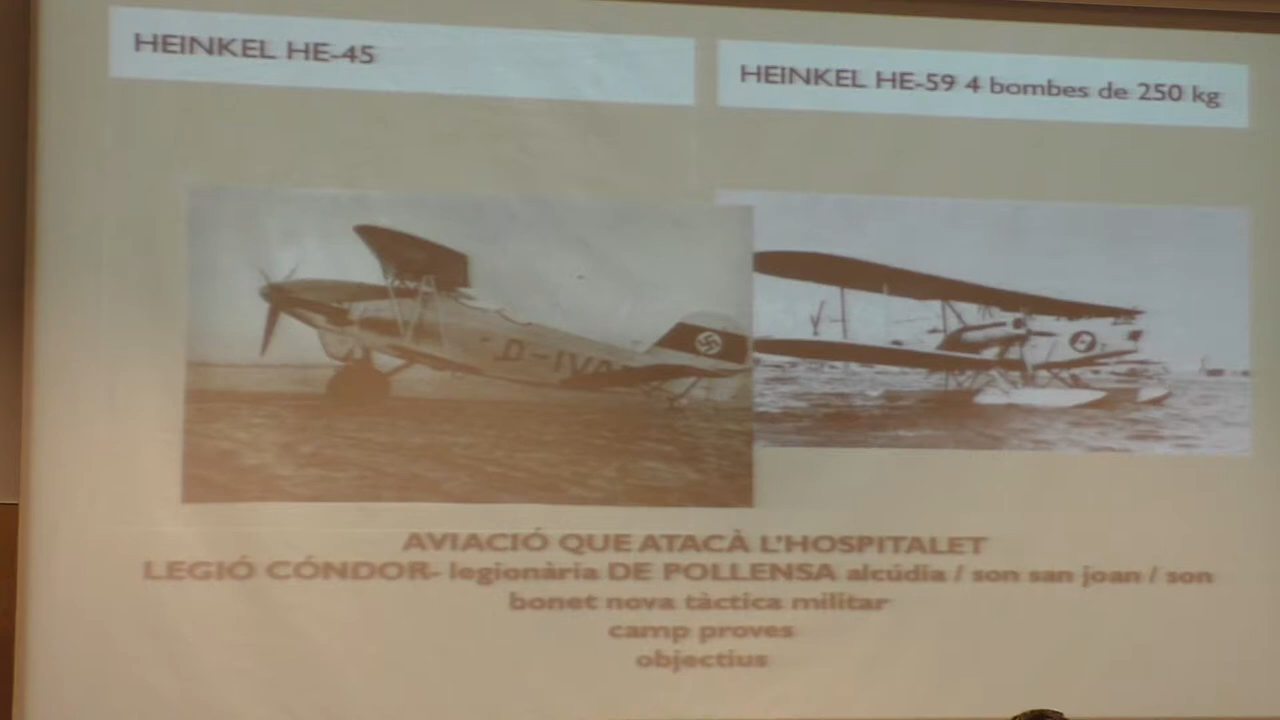 HEINKEL HE-45
HEINKEL HE-59 4 bombes de 250 kg
D-IVA
AVIACIÓ QUE ATACÀ L'HOSPITALET
LEGIÓ CÓNDOR- legionària DE POLLENSA alcúdia / son san joan / son
bonet nova tàctica militar
camp proves
objectius